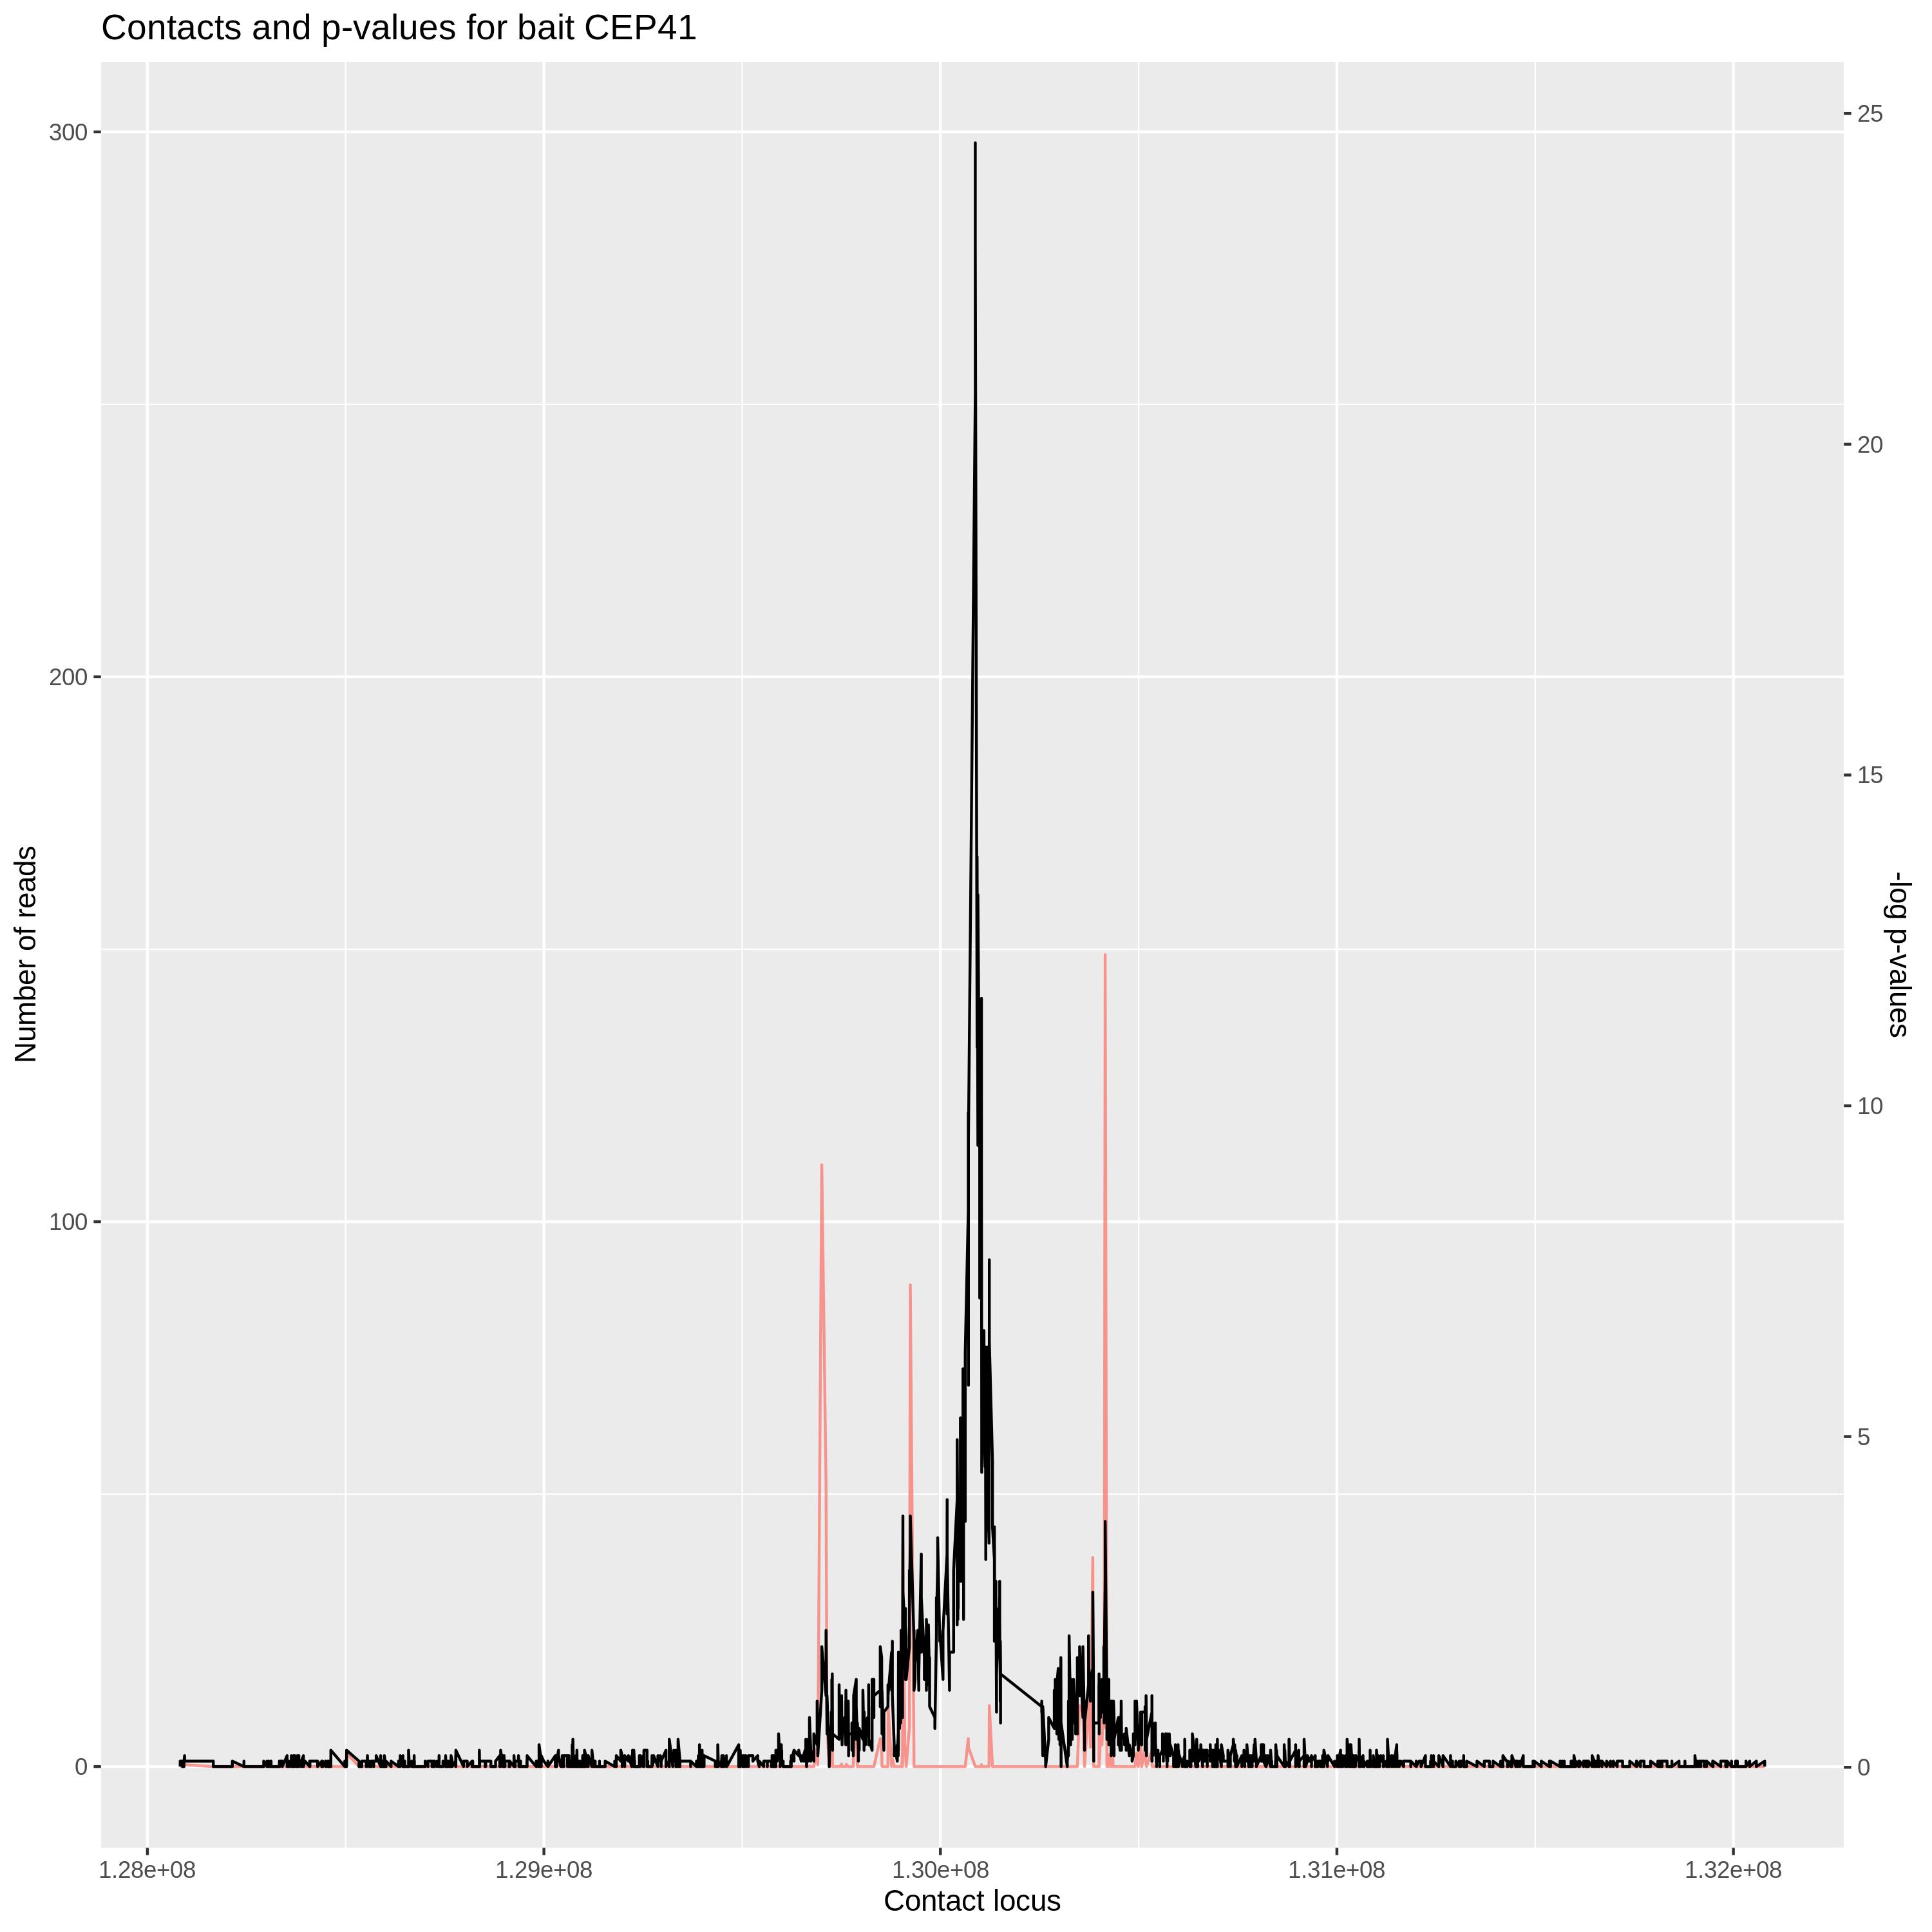 Contacts and p-values for bait CEP41
300
200
100
0
Number of reads
25
20
15
10
5
0
-log p-values
1.28e+08
1.29e+08
1.30e+08
1.31e+08
1.32e+08
Contact locus